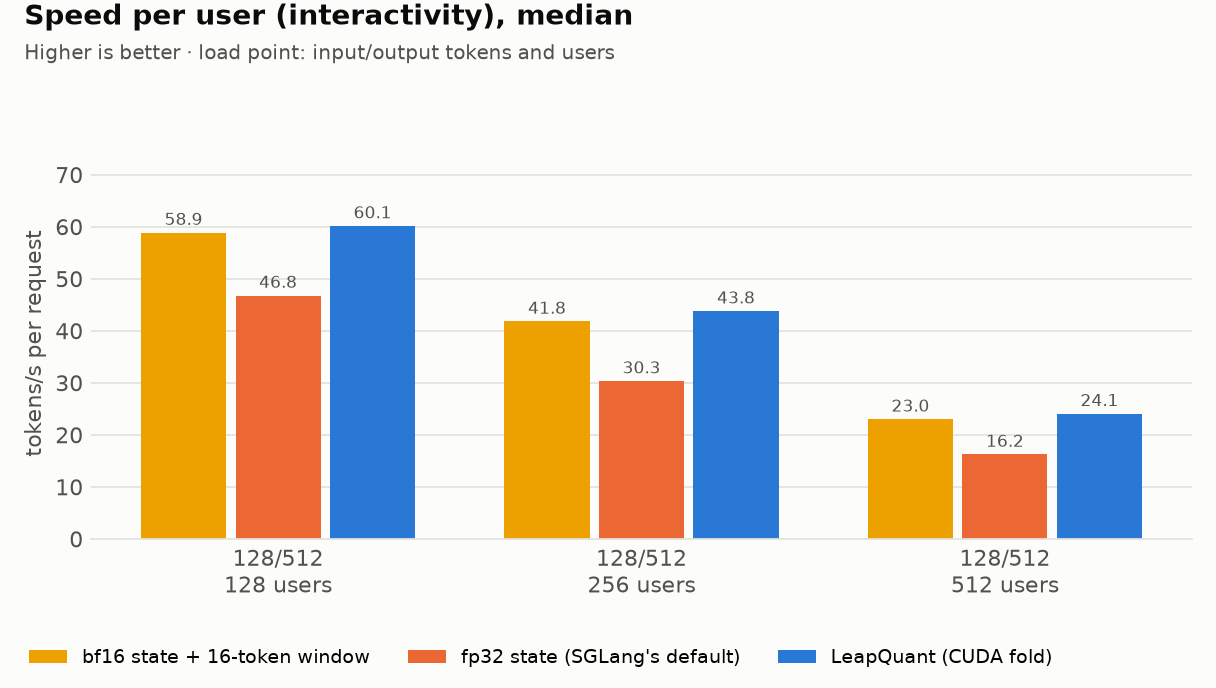 Speed per user (interactivity), median
Higher is better · load point: input/output tokens and users
tokens/s per request
70
60
50
40
30
20
10
0
58.9
46.8
60.1
41.8
30.3
43.8
23.0
16.2
24.1
128/512
128 users
128/512
256 users
128/512
512 users
bf16 state + 16-token window
fp32 state (SGLang's default)
LeapQuant (CUDA fold)